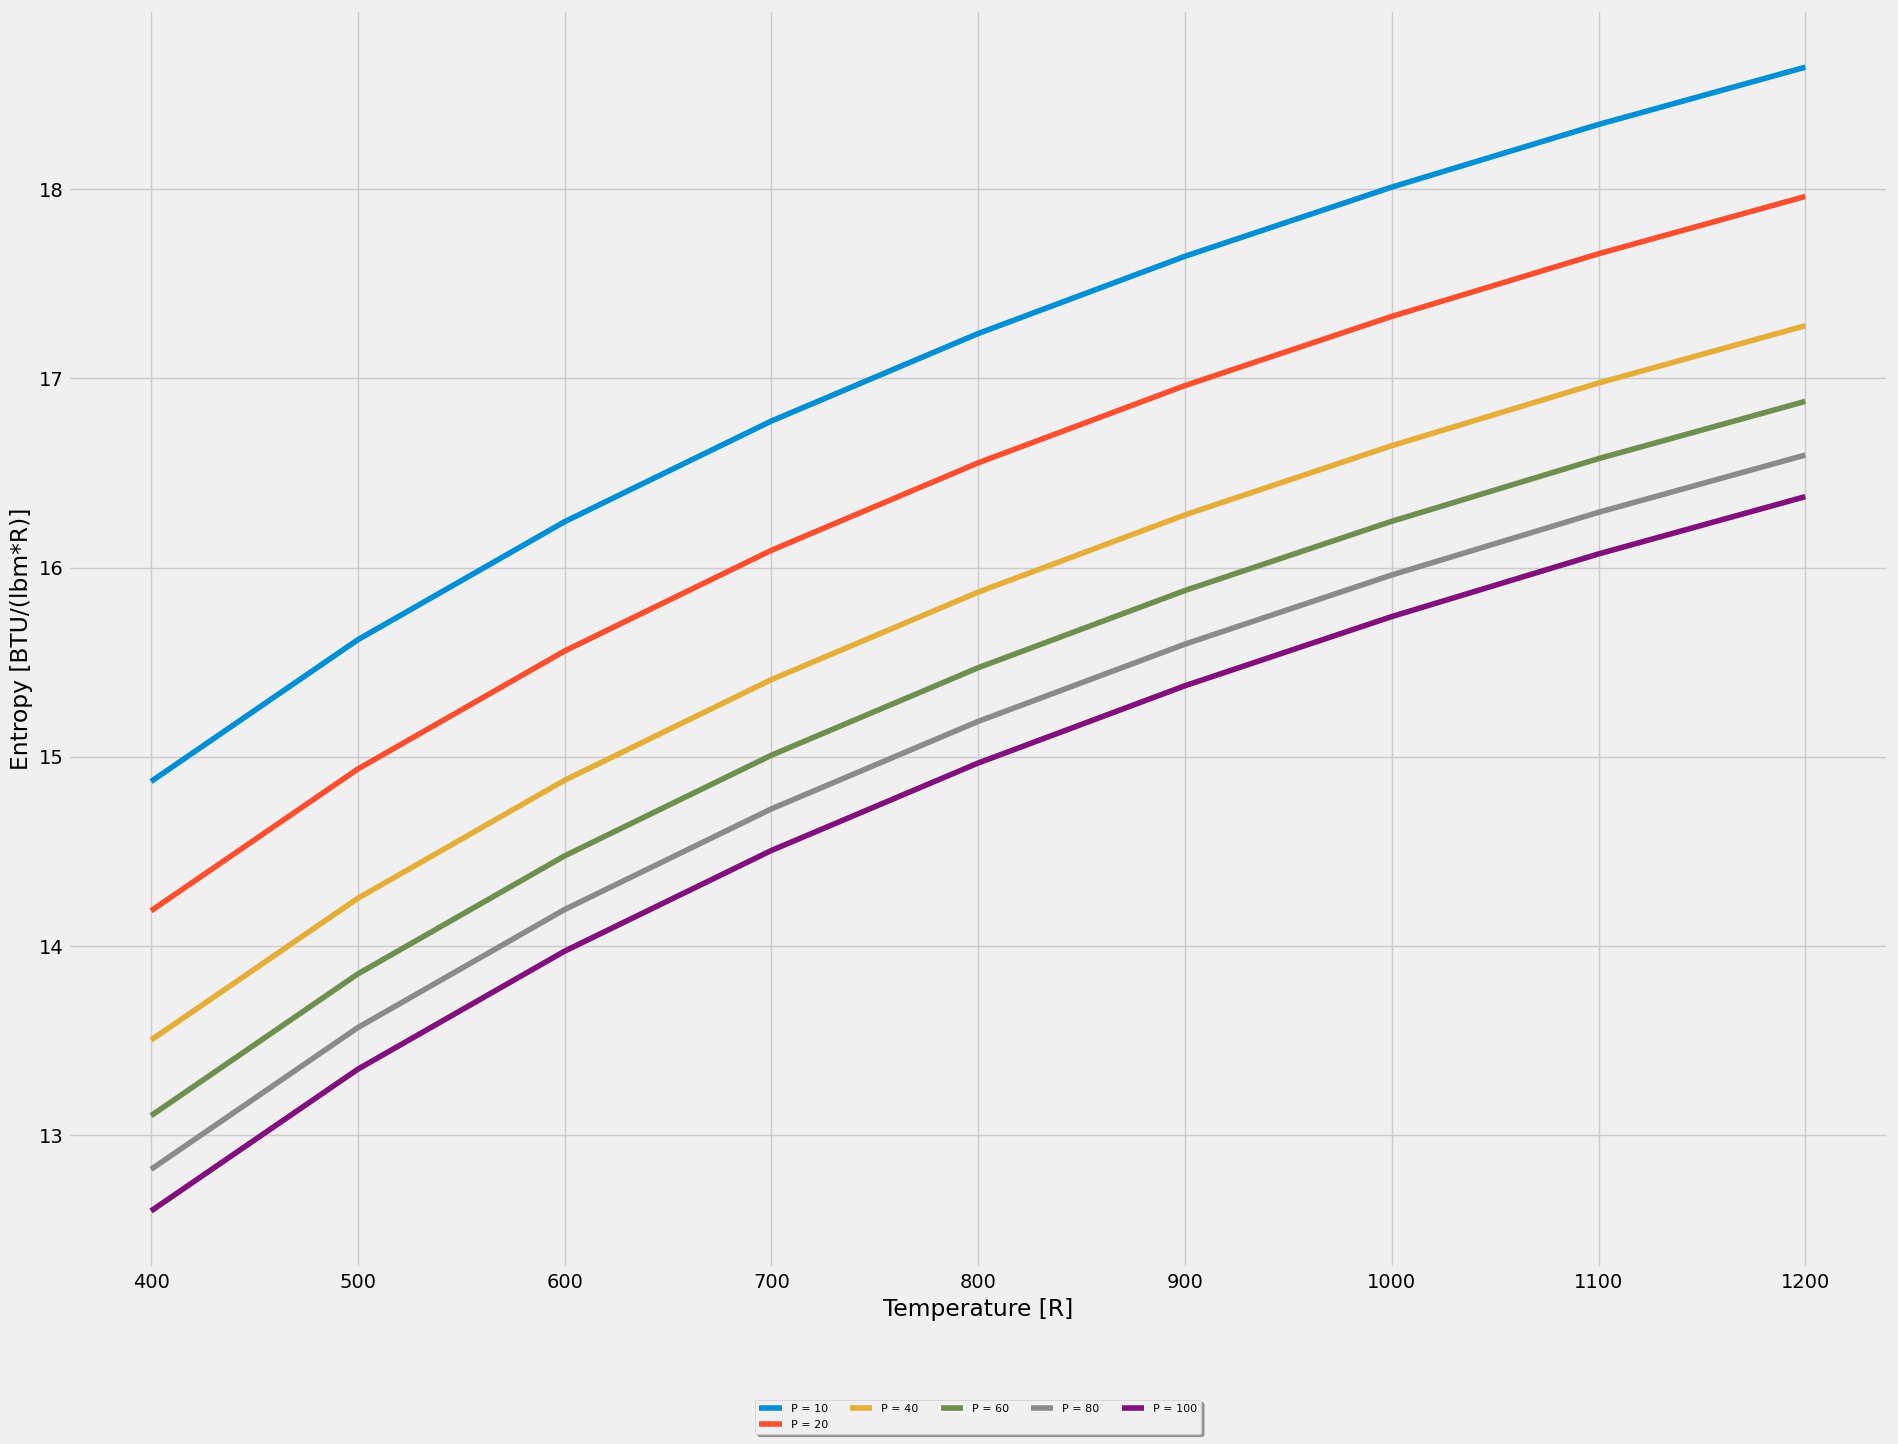 Entropy [BTU/(lbm*R)]
18
17
16
15
14
13
400 500 600 700 800 900 1000 1100 1200
Temperature [R]
P = 10 P = 40 P = 60 P = 80 P = 100
P = 20